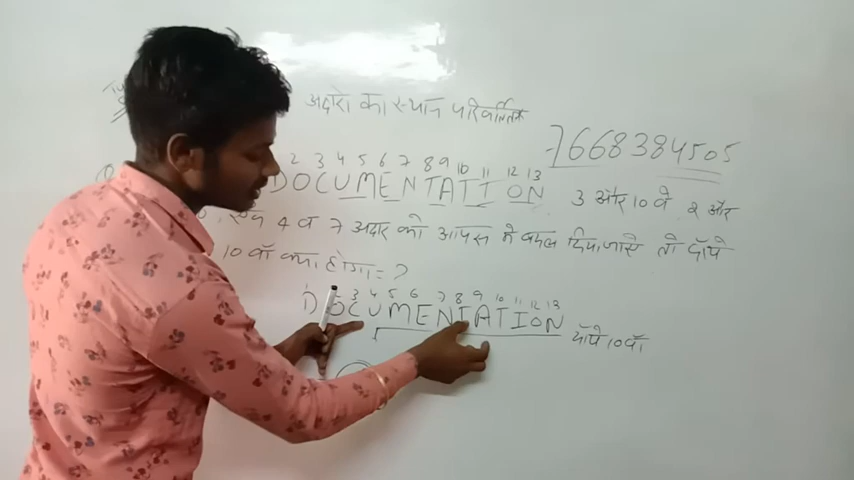 अक्षरो का स्थान परिवर्तित
7668384505
2 3 4 5 6 7 8 9 10 11 12 13
DOCUMENTATION 3 और 10 वे 2 और
4 व 7 अक्षर को आपस मे बदल दिया जाये तो दॉये
10 वॉ क्या होगा = ?
1 2 3 4 5 6 7 8 9 10 11 12 13
DOCUMENTATION दॉये 10 वॉ